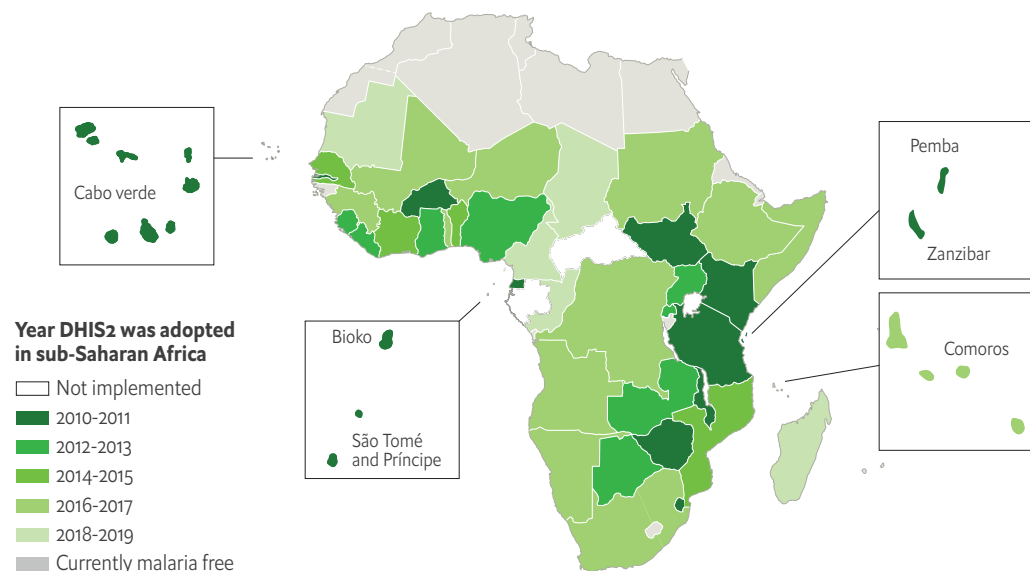 Cabo verde
Pemba
Zanzibar
Comoros
Bioko
São Tomé
and Príncipe
Year DHIS2 was adopted
in sub-Saharan Africa
Not implemented
2010-2011
2012-2013
2014-2015
2016-2017
2018-2019
Currently malaria free